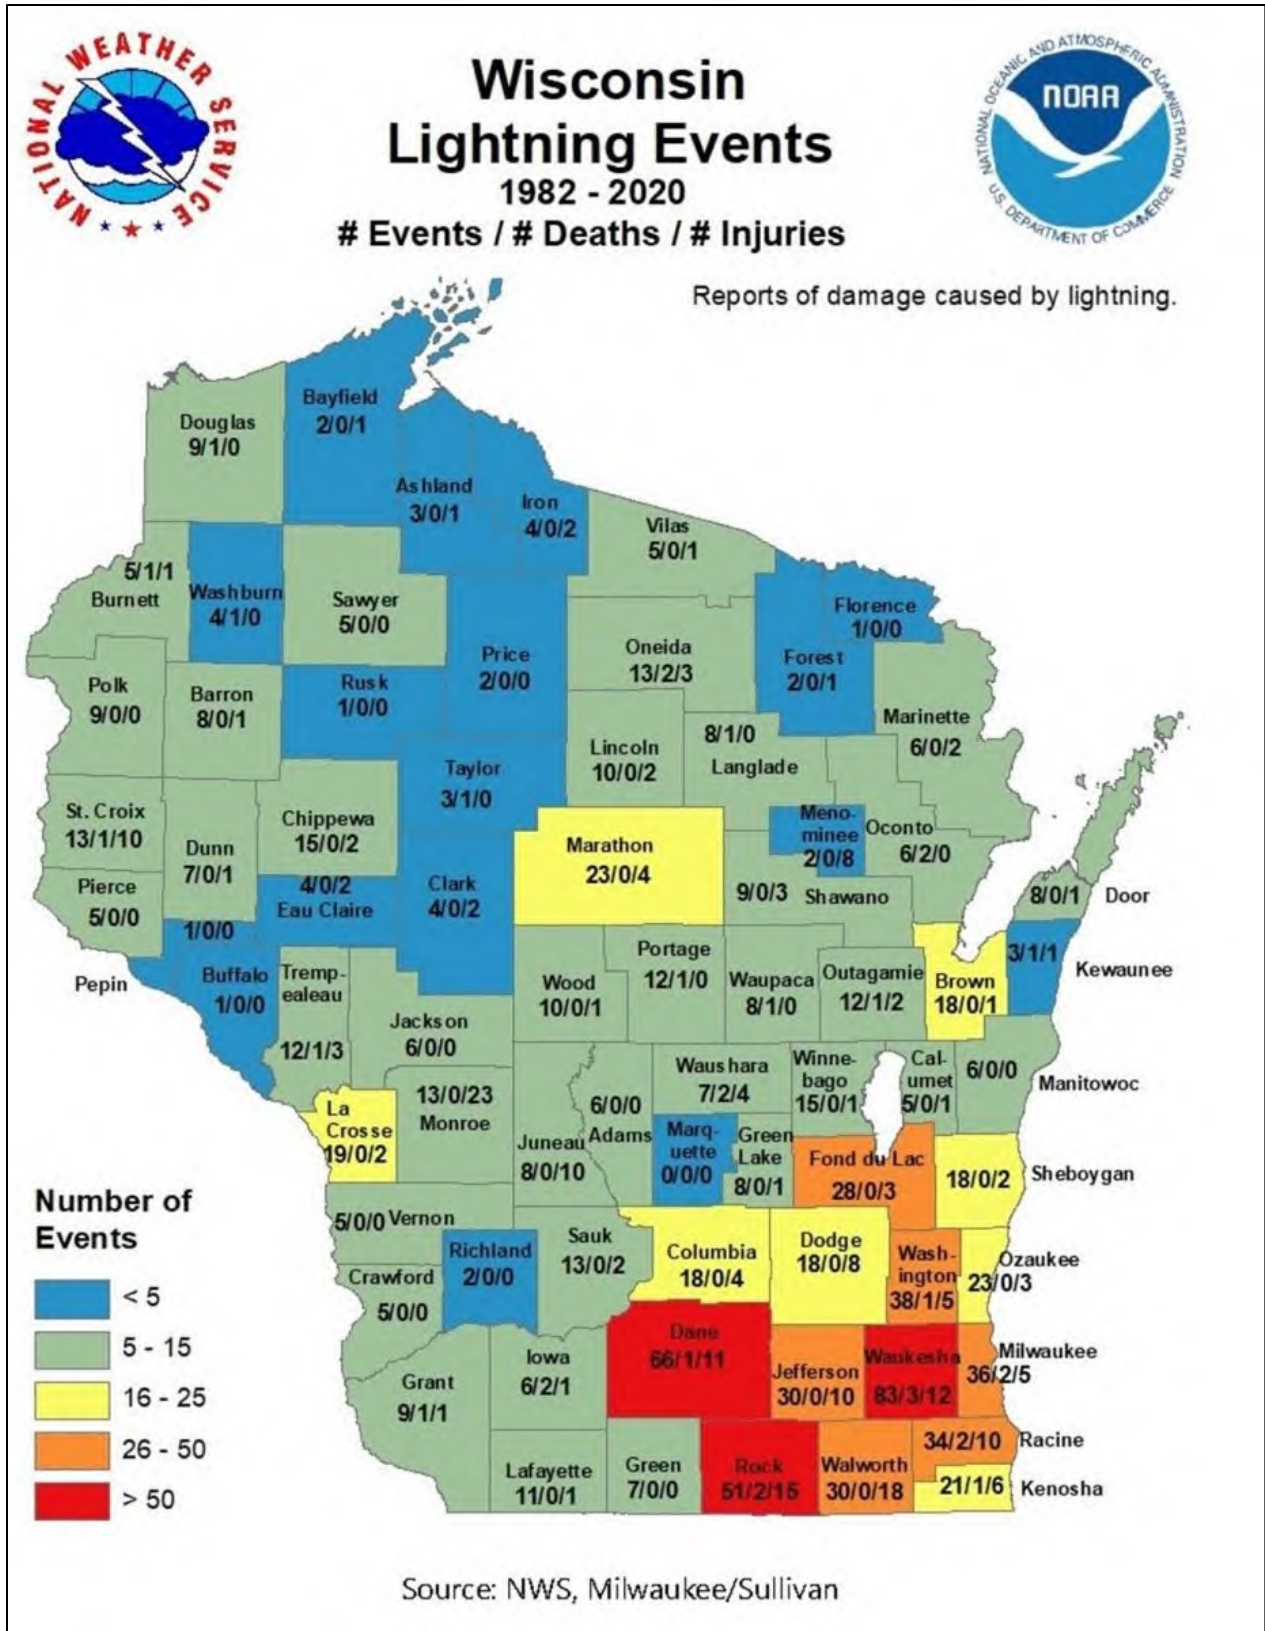 NATIONAL WEATHER SERVICE
Wisconsin
Lightning Events
1982 - 2020
# Events / # Deaths / # Injuries
NATIONAL OCEANIC AND ATMOSPHERIC ADMINISTRATION
NOAA
U.S. DEPARTMENT OF COMMERCE
Reports of damage caused by lightning.
Bayfield
2/0/1
Douglas
9/1/0
Ashland
3/0/1
Iron
4/0/2
Vilas
5/0/1
5/1/1
Burnett
Washburn
4/1/0
Sawyer
5/0/0
Florence
1/0/0
Price
2/0/0
Oneida
13/2/3
Forest
2/0/1
Polk
9/0/0
Barron
8/0/1
Rusk
1/0/0
Marinette
6/0/2
8/1/0
Langlade
Lincoln
10/0/2
Taylor
3/1/0
St. Croix
13/1/10
Dunn
7/0/1
Chippewa
15/0/2
Meno-
minee
2/0/8
Oconto
6/2/0
Marathon
23/0/4
Pierce
5/0/0
4/0/2
Eau Claire
Clark
4/0/2
9/0/3 Shawano
8/0/1
Door
1/0/0
Pepin
Buffalo
1/0/0
Tremp-
ealeau
12/1/3
Jackson
6/0/0
Wood
10/0/1
Portage
12/1/0
Waupaca
8/1/0
Outagamie
12/1/2
Brown
18/0/1
3/1/1
Kewaunee
La
Crosse
19/0/2
13/0/23
Monroe
Juneau
8/0/10
6/0/0
Adams
Waushara
7/2/4
Winne-
bago
15/0/1
Cal-
umet
5/0/1
6/0/0
Manitowoc
Marq-
uette
0/0/0
Green
Lake
8/0/1
Fond du Lac
28/0/3
18/0/2
Sheboygan
5/0/0 Vernon
Richland
2/0/0
Sauk
13/0/2
Columbia
18/0/4
Dodge
18/0/8
Wash-
ington
38/1/5
Ozaukee
23/0/3
Crawford
5/0/0
Dane
66/1/11
Iowa
6/2/1
Jefferson
30/0/10
Waukesha
83/3/12
Milwaukee
36/2/5
Grant
9/1/1
Lafayette
11/0/1
Green
7/0/0
Rock
51/2/15
Walworth
30/0/18
34/2/10
Racine
21/1/6
Kenosha
Number of
Events
< 5
5 - 15
16 - 25
26 - 50
> 50
Source: NWS, Milwaukee/Sullivan